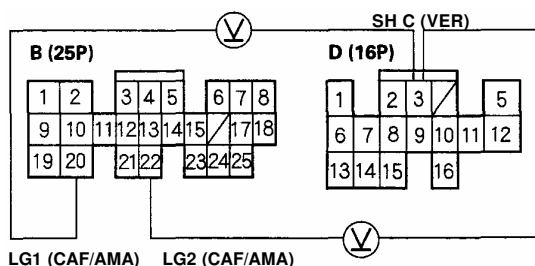 SH C (VER)
V
B (25P)
D (16P)
1 2 3 4 5 6 7 8
9 10 11 12 13 14 15 17 18
19 20 21 22 23 24 25
1 2 3 5
6 7 8 9 10 11 12
13 14 15 16
V
LG1 (CAF/AMA) LG2 (CAF/AMA)